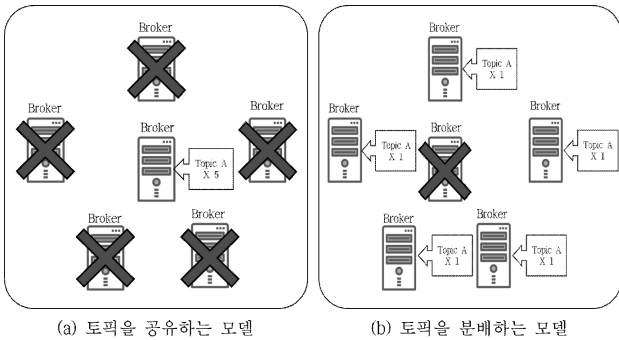 Broker
Broker
Broker
Broker
Topic A
X 5
Broker
Broker
(a) 토픽을 공유하는 모델
Broker
Topic A
X 1
Broker
Topic A
X 1
Broker
Broker
Topic A
X 1
Broker
Topic A
X 1
Broker
Topic A
X 1
(b) 토픽을 분배하는 모델